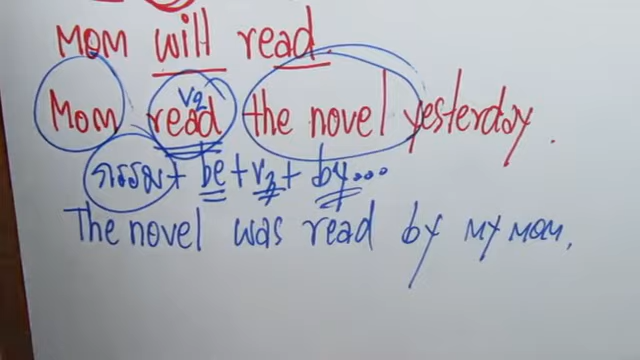 Mom will read.
Mom read the novel yesterday.
V2
กรรม + be + V3 + by...
The novel was read by my mom.